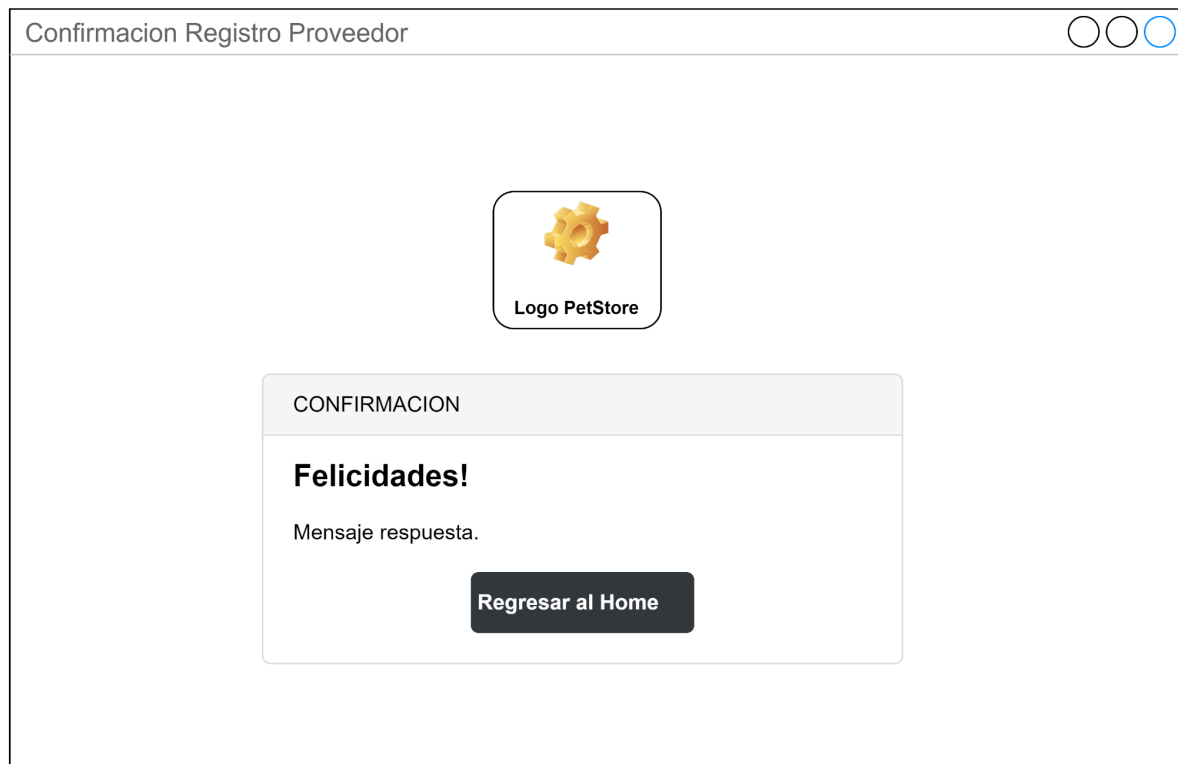 Confirmacion Registro Proveedor
Logo PetStore
CONFIRMACION
Felicidades!
Mensaje respuesta.
Regresar al Home